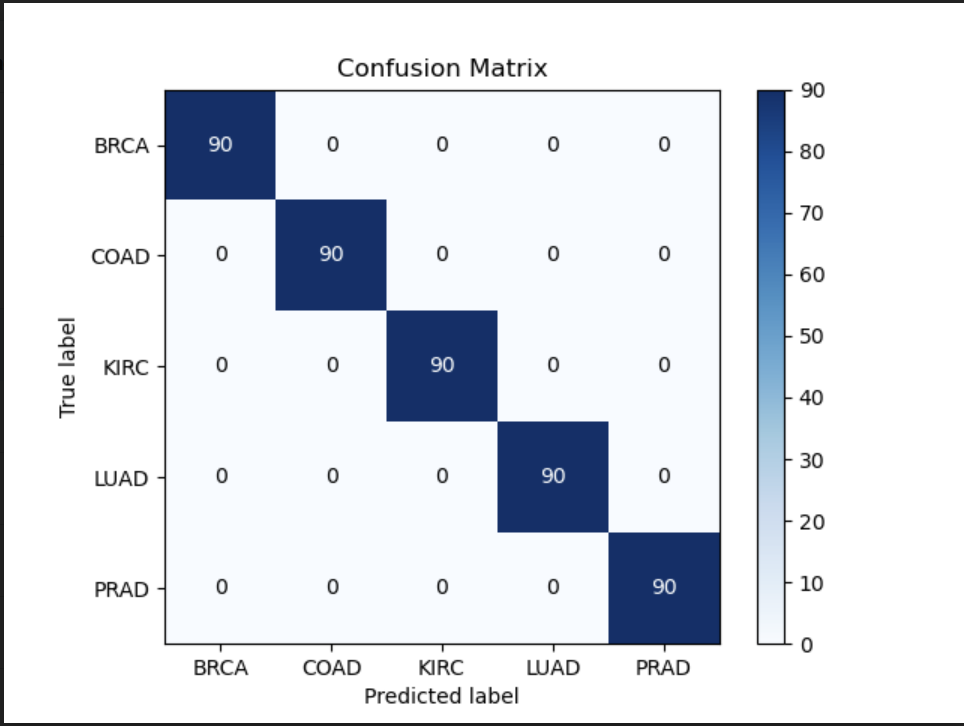 Confusion Matrix
BRCA 90 0 0 0 0
COAD 0 90 0 0 0
KIRC 0 0 90 0 0
LUAD 0 0 0 90 0
PRAD 0 0 0 0 90
True label
BRCA COAD KIRC LUAD PRAD
Predicted label
90
80
70
60
50
40
30
20
10
0